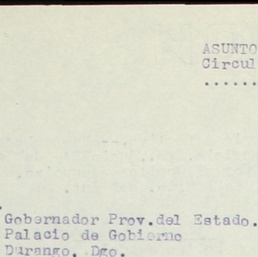 ASUNTO
Circul
......
Gobernador Prov.del Estado.
Palacio de Gobierno
Durango, Dgo.